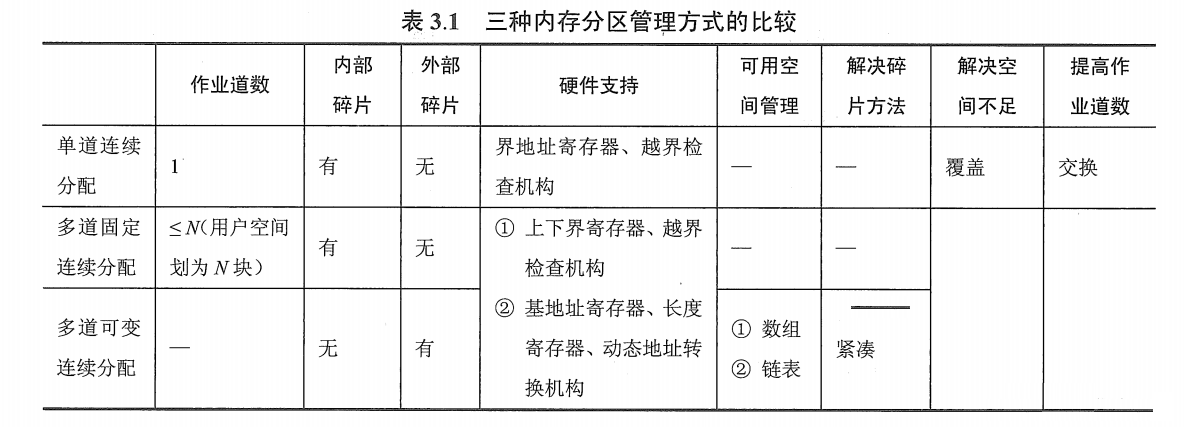 表 3.1 三种内存分区管理方式的比较
作业道数
内部
碎片
外部
碎片
硬件支持
可用空
间管理
解决碎
片方法
解决空
间不足
提高作
业道数
单道连续
分配
1
有
无
界地址寄存器、越界检
查机构
—
—
覆盖
交换
多道固定
连续分配
≤N(用户空间
划为 N 块)
有
无
① 上下界寄存器、越界
检查机构
② 基地址寄存器、长度
寄存器、动态地址转
换机构
—
—
多道可变
连续分配
—
无
有
① 数组
② 链表
紧凑